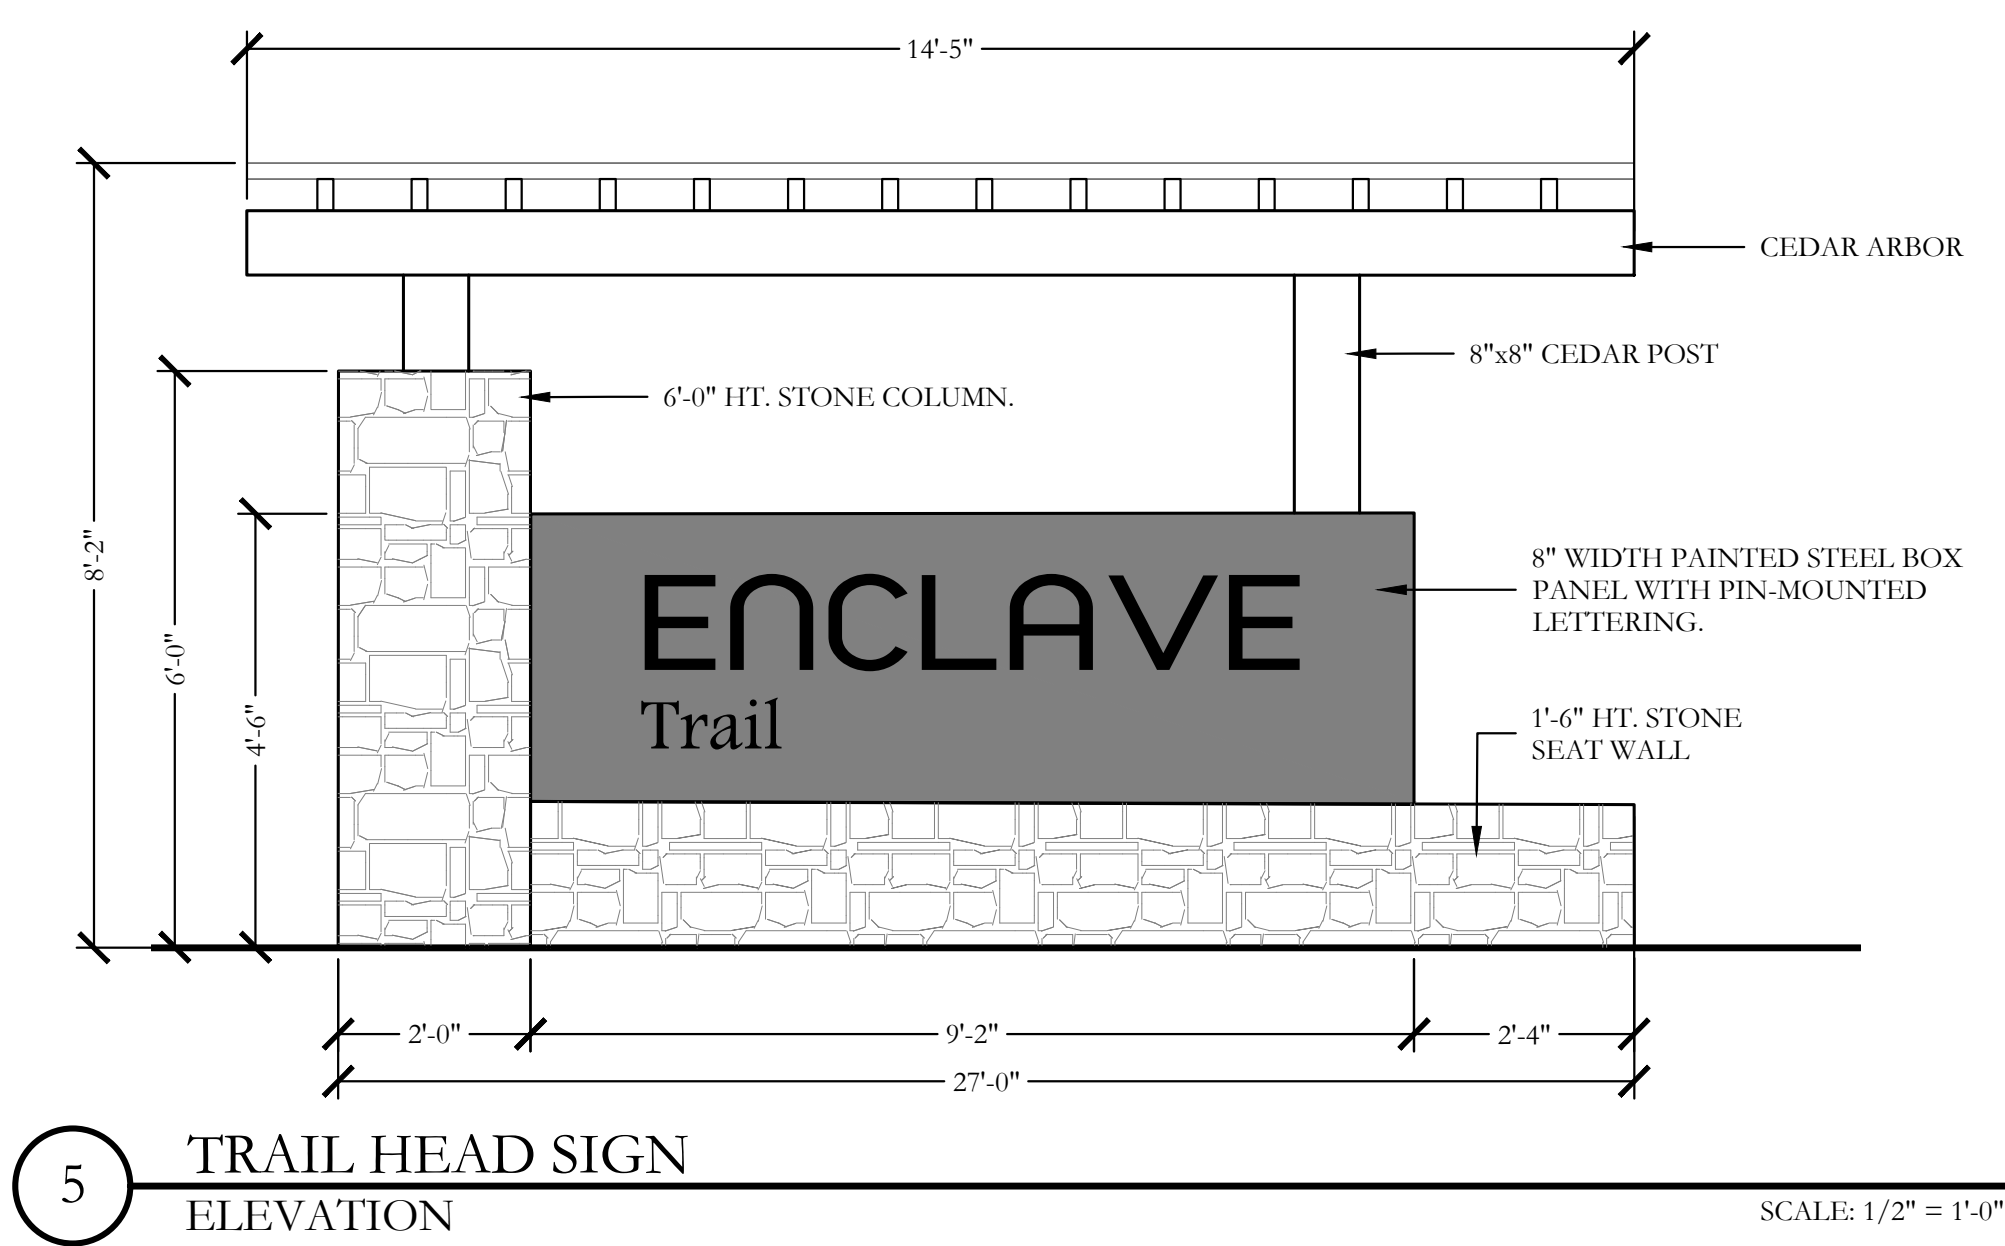 14'-5"
CEDAR ARBOR
8"x8" CEDAR POST
6'-0" HT. STONE COLUMN.
8'-2"
6'-0"
4'-6"
ENCLAVE
Trail
8" WIDTH PAINTED STEEL BOX
PANEL WITH PIN-MOUNTED
LETTERING.
1'-6" HT. STONE
SEAT WALL
2'-0"
9'-2"
2'-4"
27'-0"
5
TRAIL HEAD SIGN
ELEVATION
SCALE: 1/2" = 1'-0"